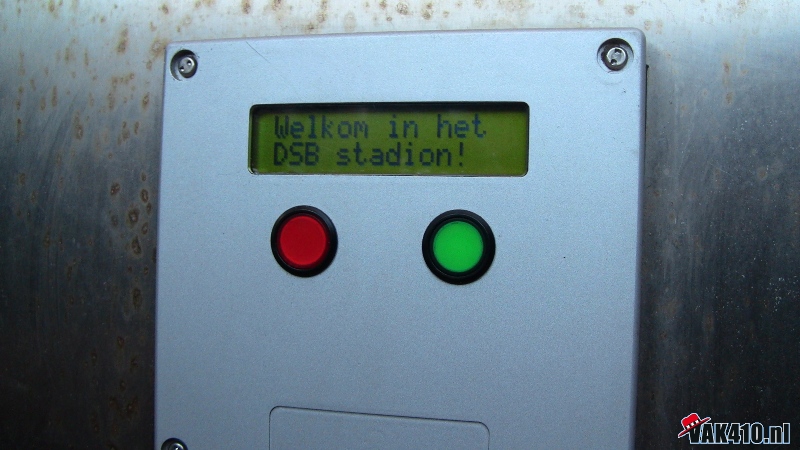 Welkom in het
DSB stadion!
VAK410.nl